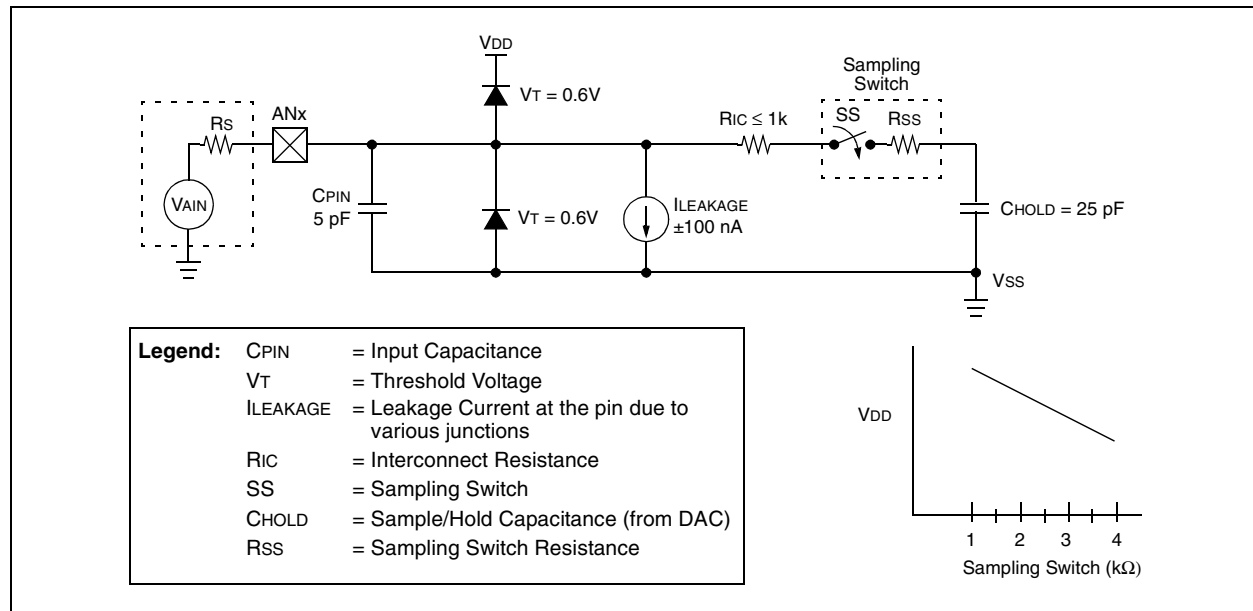 VDD
Sampling
Switch
VT = 0.6V
ANx
RS
RIC ≤ 1k
SS
RSS
VAIN
CPIN
5 pF
VT = 0.6V
ILEAKAGE
±100 nA
CHOLD = 25 pF
VSS
Legend: CPIN = Input Capacitance
VT = Threshold Voltage
ILEAKAGE = Leakage Current at the pin due to
various junctions
RIC = Interconnect Resistance
SS = Sampling Switch
CHOLD = Sample/Hold Capacitance (from DAC)
RSS = Sampling Switch Resistance
VDD
1 2 3 4
Sampling Switch (kΩ)